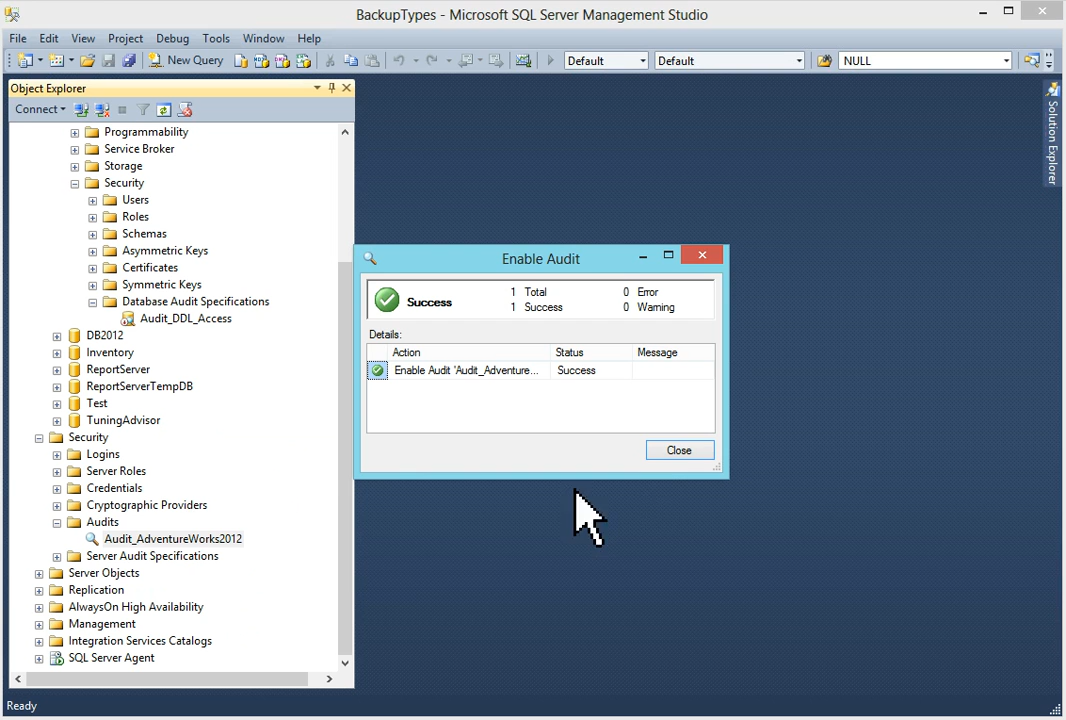 BackupTypes - Microsoft SQL Server Management Studio
File Edit View Project Debug Tools Window Help
New Query Default Default NULL
Object Explorer
Connect
Programmability
Service Broker
Storage
Security
Users
Roles
Schemas
Asymmetric Keys
Certificates
Symmetric Keys
Database Audit Specifications
Audit_DDL_Access
DB2012
Inventory
ReportServer
ReportServerTempDB
Test
TuningAdvisor
Security
Logins
Server Roles
Credentials
Cryptographic Providers
Audits
Audit_AdventureWorks2012
Server Audit Specifications
Server Objects
Replication
AlwaysOn High Availability
Management
Integration Services Catalogs
SQL Server Agent
Enable Audit
Success
1 Total 0 Error
1 Success 0 Warning
Details:
Action Status Message
Enable Audit 'Audit_Adventure... Success
Close
Solution Explorer
Ready